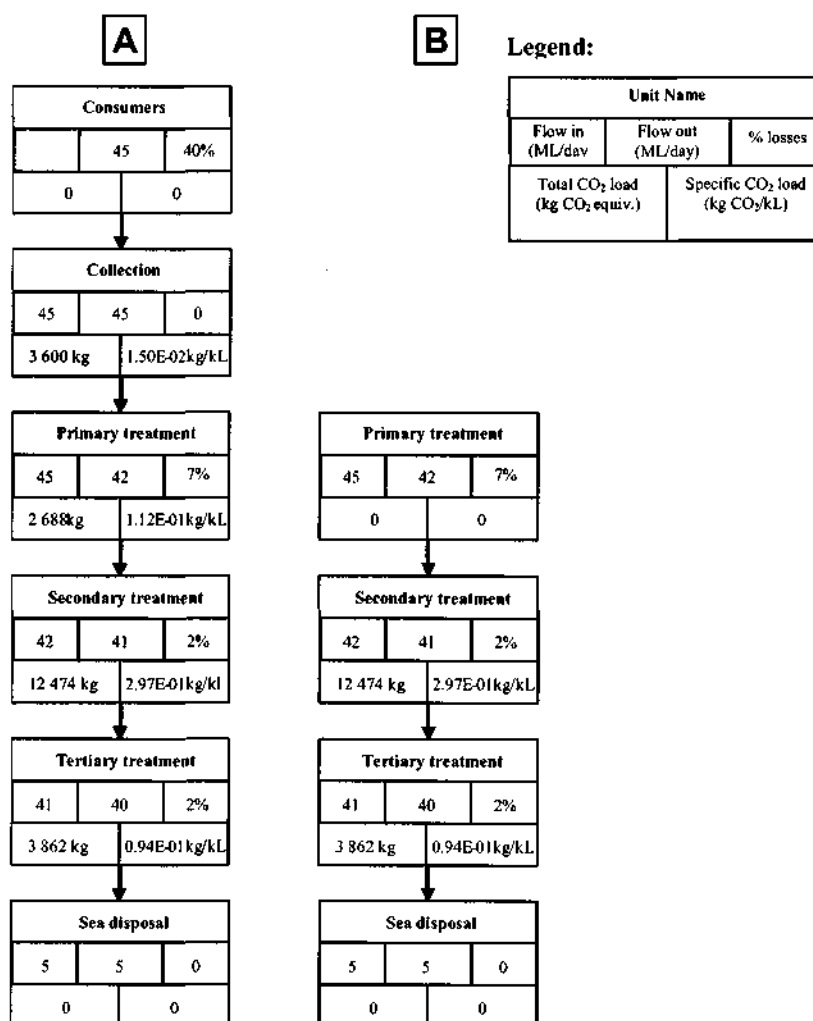 A
Consumers
45 40%
0 0
Collection
45 45 0
3 600 kg 1.50E-02kg/kL
Primary treatment
45 42 7%
2 688kg 1.12E-01kg/kL
Secondary treatment
42 41 2%
12 474 kg 2.97E-01kg/kl
Tertiary treatment
41 40 2%
3 862 kg 0.94E-01kg/kL
Sea disposal
5 5 0
0 0
B
Primary treatment
45 42 7%
0 0
Secondary treatment
42 41 2%
12 474 kg 2.97E-01kg/kL
Tertiary treatment
41 40 2%
3 862 kg 0.94E-01kg/kL
Sea disposal
5 5 0
0 0
Legend:
Unit Name
Flow in
(ML/day
Flow out
(ML/day)
% losses
Total CO₂ load
(kg CO₂ equiv.)
Specific CO₂ load
(kg CO₂/kL)